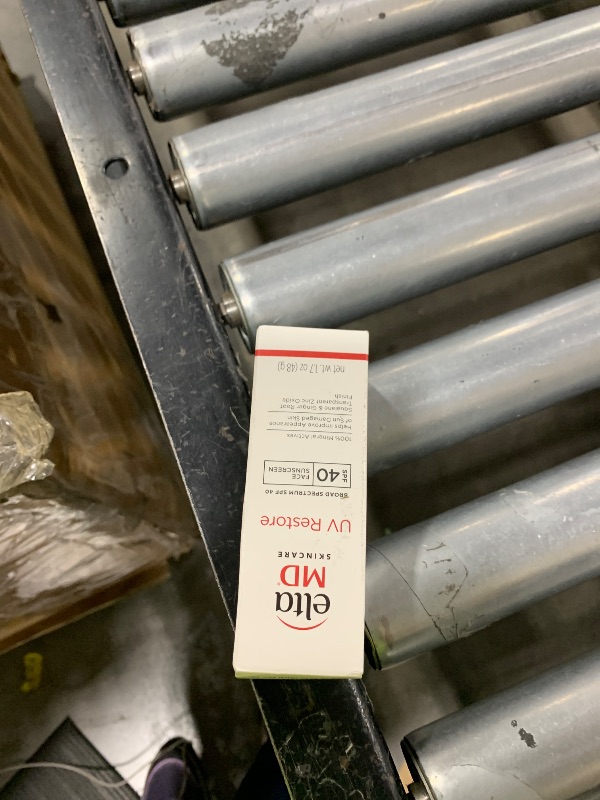 elta
MD
SKINCARE
UV Restore
BROAD SPECTRUM SPF 40
SPF
40
FACE
SUNSCREEN
100% Mineral Actives
Helps Improve Appearance
of Sun Damaged Skin
Squalane & Ginger Root
Transparent Zinc Oxide
Finish
net wt. 1.7 oz (48 g)